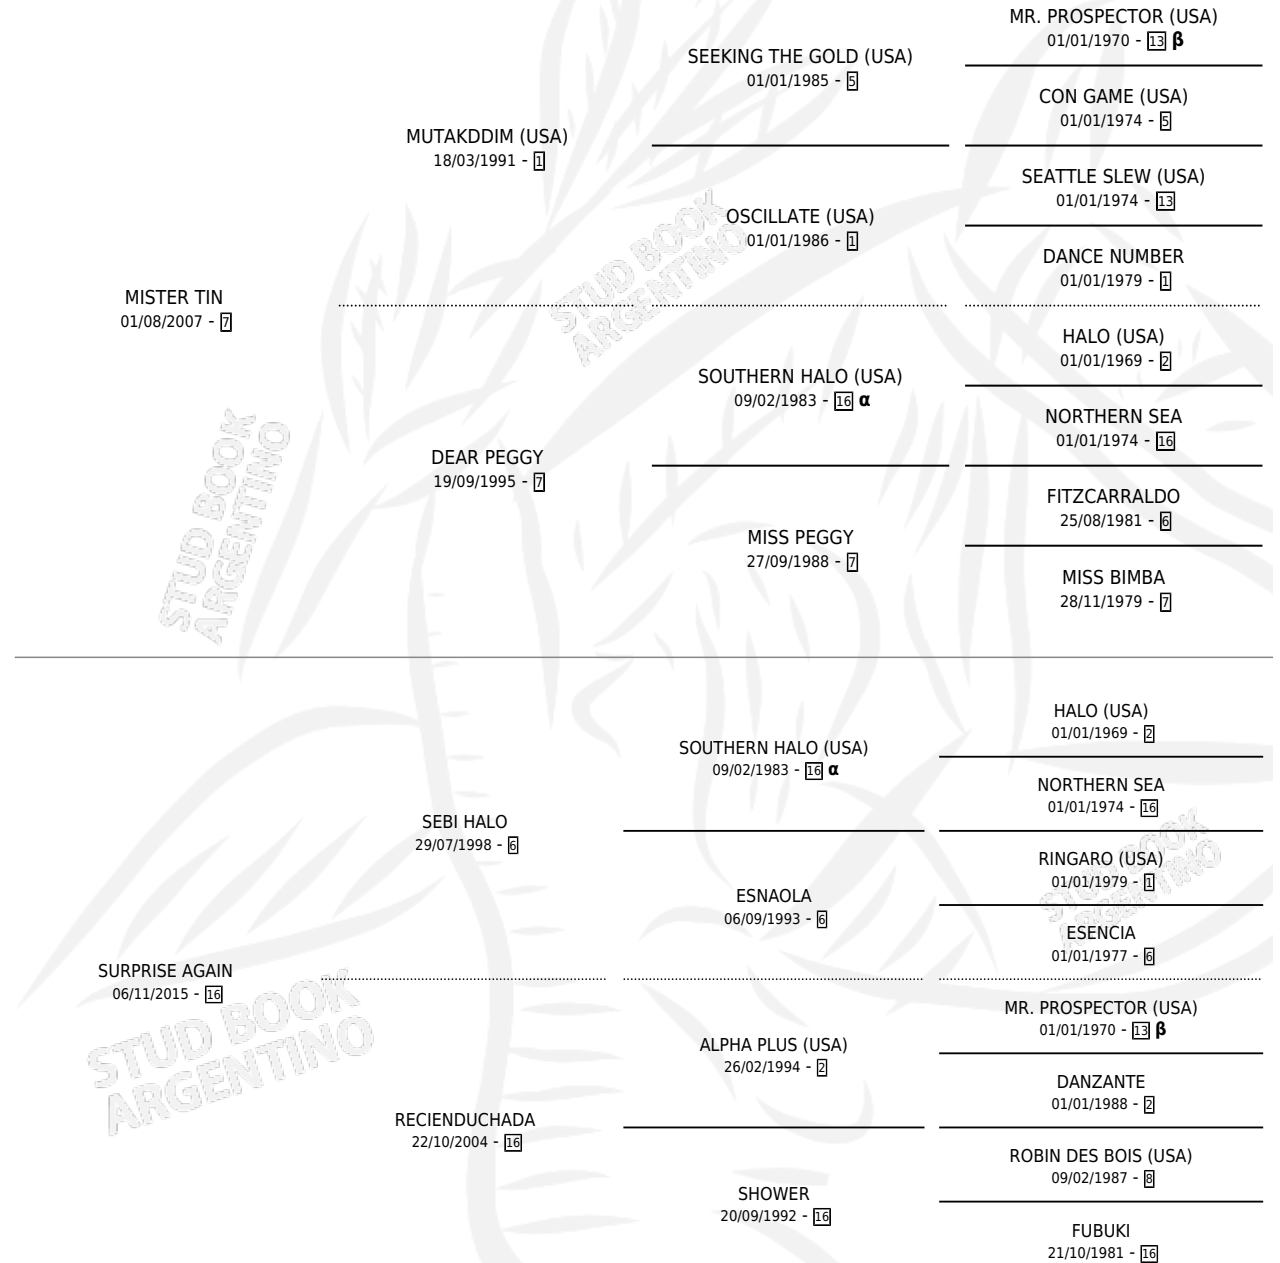 MR. PROSPECTOR (USA)
01/01/1970 - 13 β
SEEKING THE GOLD (USA)
01/01/1985 - 5
CON GAME (USA)
01/01/1974 - 5
MUTAKDDIM (USA)
18/03/1991 - 1
SEATTLE SLEW (USA)
01/01/1974 - 13
OSCILLATE (USA)
01/01/1986 - 1
DANCE NUMBER
01/01/1979 - 1
MISTER TIN
01/08/2007 - 7
HALO (USA)
01/01/1969 - 2
SOUTHERN HALO (USA)
09/02/1983 - 16 α
NORTHERN SEA
01/01/1974 - 16
DEAR PEGGY
19/09/1995 - 7
FITZCARRALDO
25/08/1981 - 6
MISS PEGGY
27/09/1988 - 7
MISS BIMBA
28/11/1979 - 7
HALO (USA)
01/01/1969 - 2
SOUTHERN HALO (USA)
09/02/1983 - 16 α
NORTHERN SEA
01/01/1974 - 16
SEBI HALO
29/07/1998 - 6
RINGARO (USA)
01/01/1979 - 1
ESNAOLA
06/09/1993 - 6
ESENCIA
01/01/1977 - 6
SURPRISE AGAIN
06/11/2015 - 16
MR. PROSPECTOR (USA)
01/01/1970 - 13 β
ALPHA PLUS (USA)
26/02/1994 - 2
DANZANTE
01/01/1988 - 2
RECIENDUCHADA
22/10/2004 - 16
ROBIN DES BOIS (USA)
09/02/1987 - 8
SHOWER
20/09/1992 - 16
FUBUKI
21/10/1981 - 16
STUD BOOK
ARGENTINO
STUD BOOK
ARGENTINO
STUD BOOK
ARGENTINO
STUD BOOK
ARGENTINO